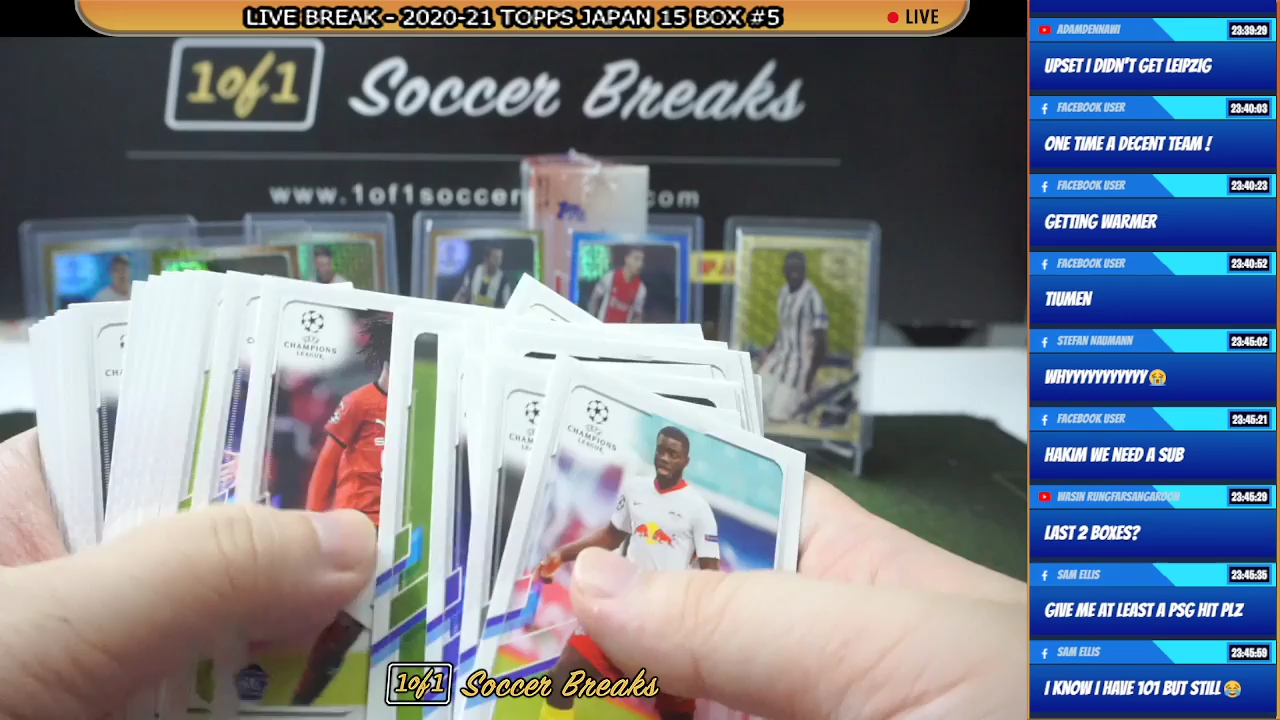 LIVE BREAK - 2020-21 TOPPS JAPAN 15 BOX #5
LIVE
1of1 Soccer Breaks
www.1of1soccer
om
CHAMPIONS
LEAGUE
CHAMPIONS
LEAGUE
1of1 Soccer Breaks
ADAMDENNAWI
23:39:29
UPSET I DIDN'T GET LEIPZIG
FACEBOOK USER
23:40:03
ONE TIME A DECENT TEAM !
FACEBOOK USER
23:40:23
GETTING WARMER
FACEBOOK USER
23:40:52
TIUMEN
STEFAN NAUMANN
23:45:02
WHYYYYYYYYYYY😭
FACEBOOK USER
23:45:21
HAKIM WE NEED A SUB
WASIN RUNGFARSANGAROON
23:45:29
LAST 2 BOXES?
SAM ELLIS
23:45:35
GIVE ME AT LEAST A PSG HIT PLZ
SAM ELLIS
23:45:59
I KNOW I HAVE 101 BUT STILL 😂